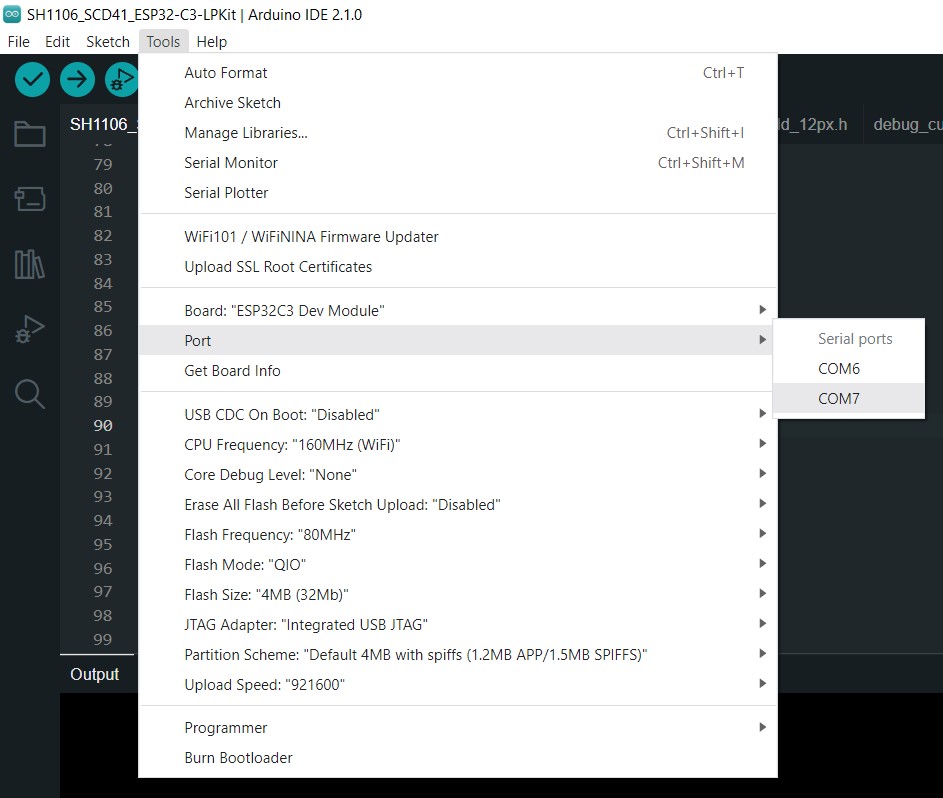 SH1106_SCD41_ESP32-C3-LPKit | Arduino IDE 2.1.0
File Edit Sketch Tools Help
SH1106_
ld_12px.h debug_cu
Auto Format Ctrl+T
Archive Sketch
Manage Libraries... Ctrl+Shift+I
Serial Monitor Ctrl+Shift+M
Serial Plotter
WiFi101 / WiFiNINA Firmware Updater
Upload SSL Root Certificates
Board: "ESP32C3 Dev Module"
Port
Get Board Info
Serial ports
COM6
COM7
USB CDC On Boot: "Disabled"
CPU Frequency: "160MHz (WiFi)"
Core Debug Level: "None"
Erase All Flash Before Sketch Upload: "Disabled"
Flash Frequency: "80MHz"
Flash Mode: "QIO"
Flash Size: "4MB (32Mb)"
JTAG Adapter: "Integrated USB JTAG"
Partition Scheme: "Default 4MB with spiffs (1.2MB APP/1.5MB SPIFFS)"
Upload Speed: "921600"
Programmer
Burn Bootloader
79
80
81
82
83
84
85
86
87
88
89
90
91
92
93
94
95
96
97
98
99
Output